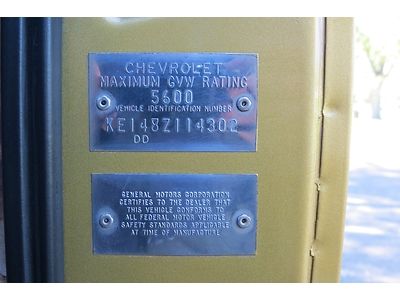 CHEVROLET
MAXIMUM GVW RATING
5600
VEHICLE IDENTIFICATION NUMBER
KE148Z114302
DD
GENERAL MOTORS CORPORATION
CERTIFIES TO THE DEALER THAT
THIS VEHICLE CONFORMS TO
ALL FEDERAL MOTOR VEHICLE
SAFETY STANDARDS APPLICABLE
AT TIME OF MANUFACTURE